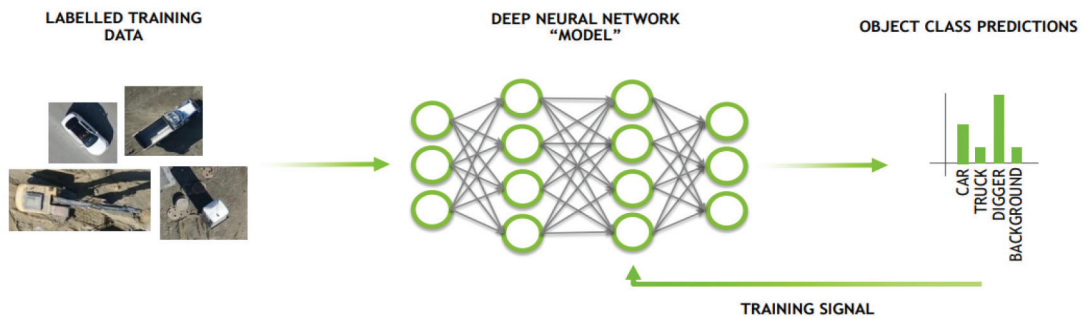 LABELLED TRAINING
DATA
DEEP NEURAL NETWORK
“MODEL”
OBJECT CLASS PREDICTIONS
CAR
TRUCK
DIGGER
BACKGROUND
TRAINING SIGNAL